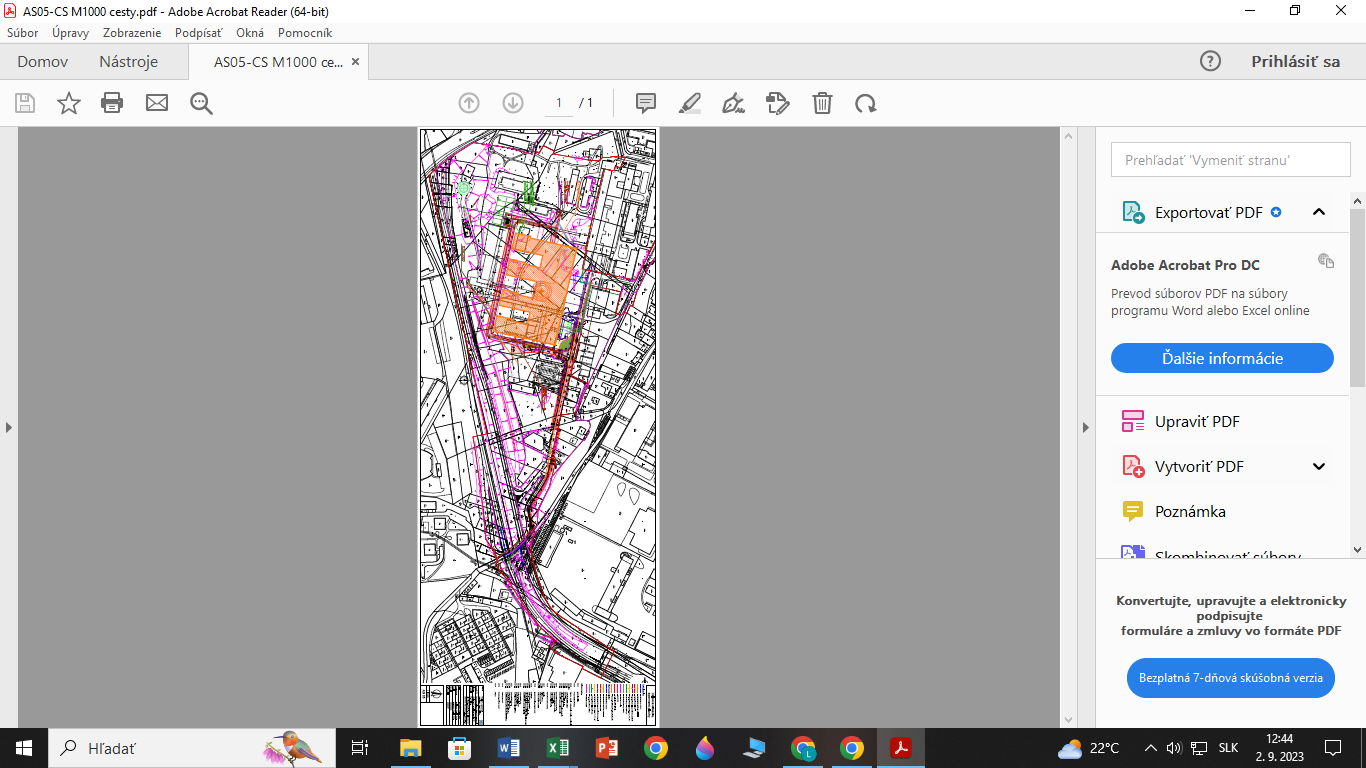 AS05-CS M1000 cesty.pdf - Adobe Acrobat Reader (64-bit)
Súbor Úpravy Zobrazenie Podpísať Okná Pomocník
Domov Nástroje AS05-CS M1000 ce... × Prihlásiť sa
1 / 1
Prehľadať 'Vymeniť stranu'
Exportovať PDF
Adobe Acrobat Pro DC
Prevod súborov PDF na súbory
programu Word alebo Excel online
Ďalšie informácie
Upraviť PDF
Vytvoriť PDF
Poznámka
Skombinovať súbory
Konvertujte, upravujte a elektronicky
podpisujte
formuláre a zmluvy vo formáte PDF
Bezplatná 7-dňová skúšobná verzia
Hľadať
22°C
SLK
12:44
2. 9. 2023